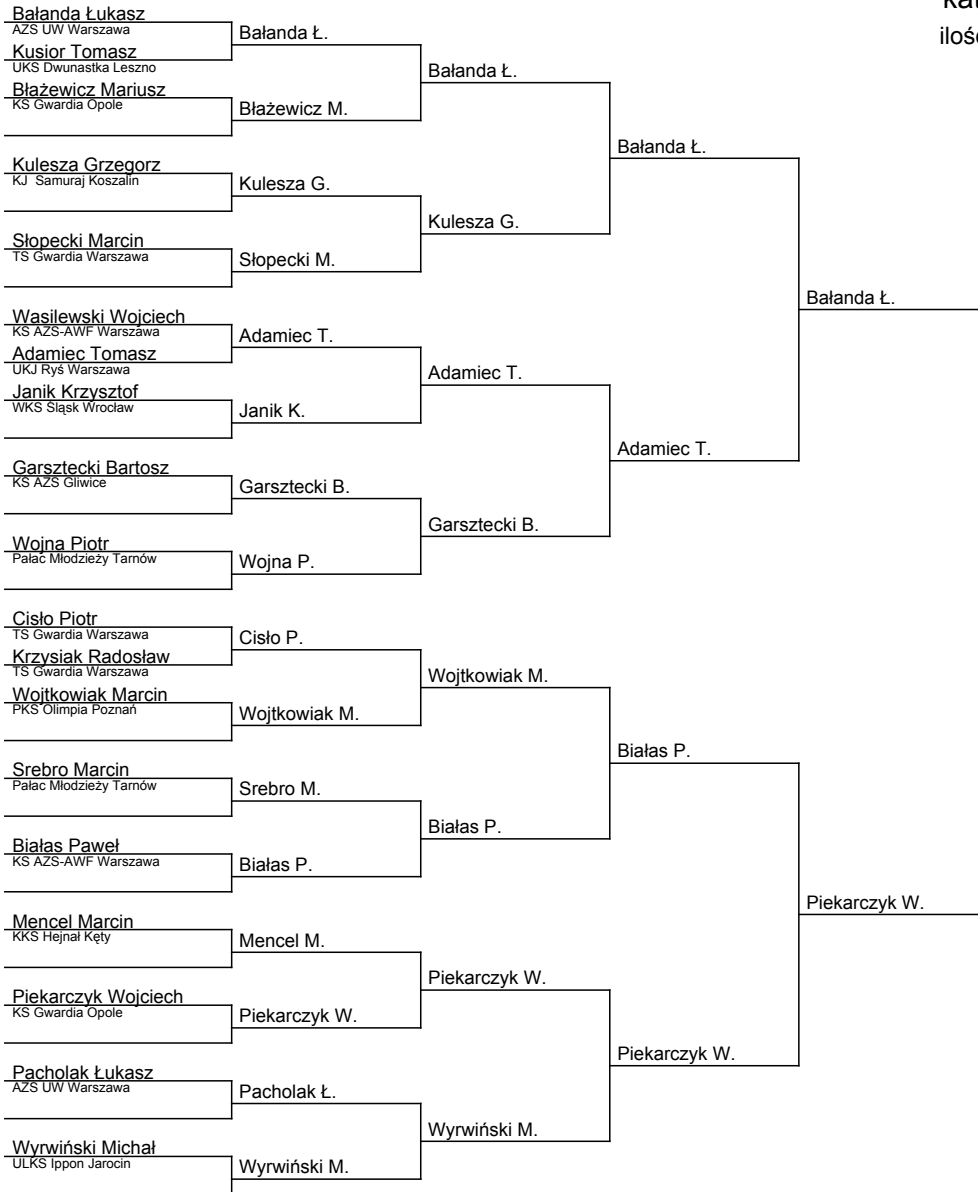 Bałanda Łukasz
AZS UW Warszawa
Kusior Tomasz
UKS Dwunastka Leszno
Błażewicz Mariusz
KS Gwardia Opole
Kulesza Grzegorz
KJ Samuraj Koszalin
Słopecki Marcin
TS Gwardia Warszawa
Wasilewski Wojciech
KS AZS-AWF Warszawa
Adamiec Tomasz
UKJ Ryś Warszawa
Janik Krzysztof
WKS Śląsk Wrocław
Garsztecki Bartosz
KS AZS Gliwice
Wojna Piotr
Pałac Młodzieży Tarnów
Cisło Piotr
TS Gwardia Warszawa
Krzysiak Radosław
TS Gwardia Warszawa
Wojtkowiak Marcin
PKS Olimpia Poznań
Srebro Marcin
Pałac Młodzieży Tarnów
Białas Paweł
KS AZS-AWF Warszawa
Mencel Marcin
KKS Hejnał Kęty
Piekarczyk Wojciech
KS Gwardia Opole
Pacholak Łukasz
AZS UW Warszawa
Wyrwiński Michał
ULKS Ippon Jarocin
Bałanda Ł.
Błażewicz M.
Kulesza G.
Słopecki M.
Adamiec T.
Janik K.
Garsztecki B.
Wojna P.
Cisło P.
Wojtkowiak M.
Srebro M.
Białas P.
Mencel M.
Piekarczyk W.
Pacholak Ł.
Wyrwiński M.
Bałanda Ł.
Kulesza G.
Adamiec T.
Garsztecki B.
Wojtkowiak M.
Białas P.
Piekarczyk W.
Wyrwiński M.
Bałanda Ł.
Adamiec T.
Białas P.
Piekarczyk W.
Bałanda Ł.
Piekarczyk W.